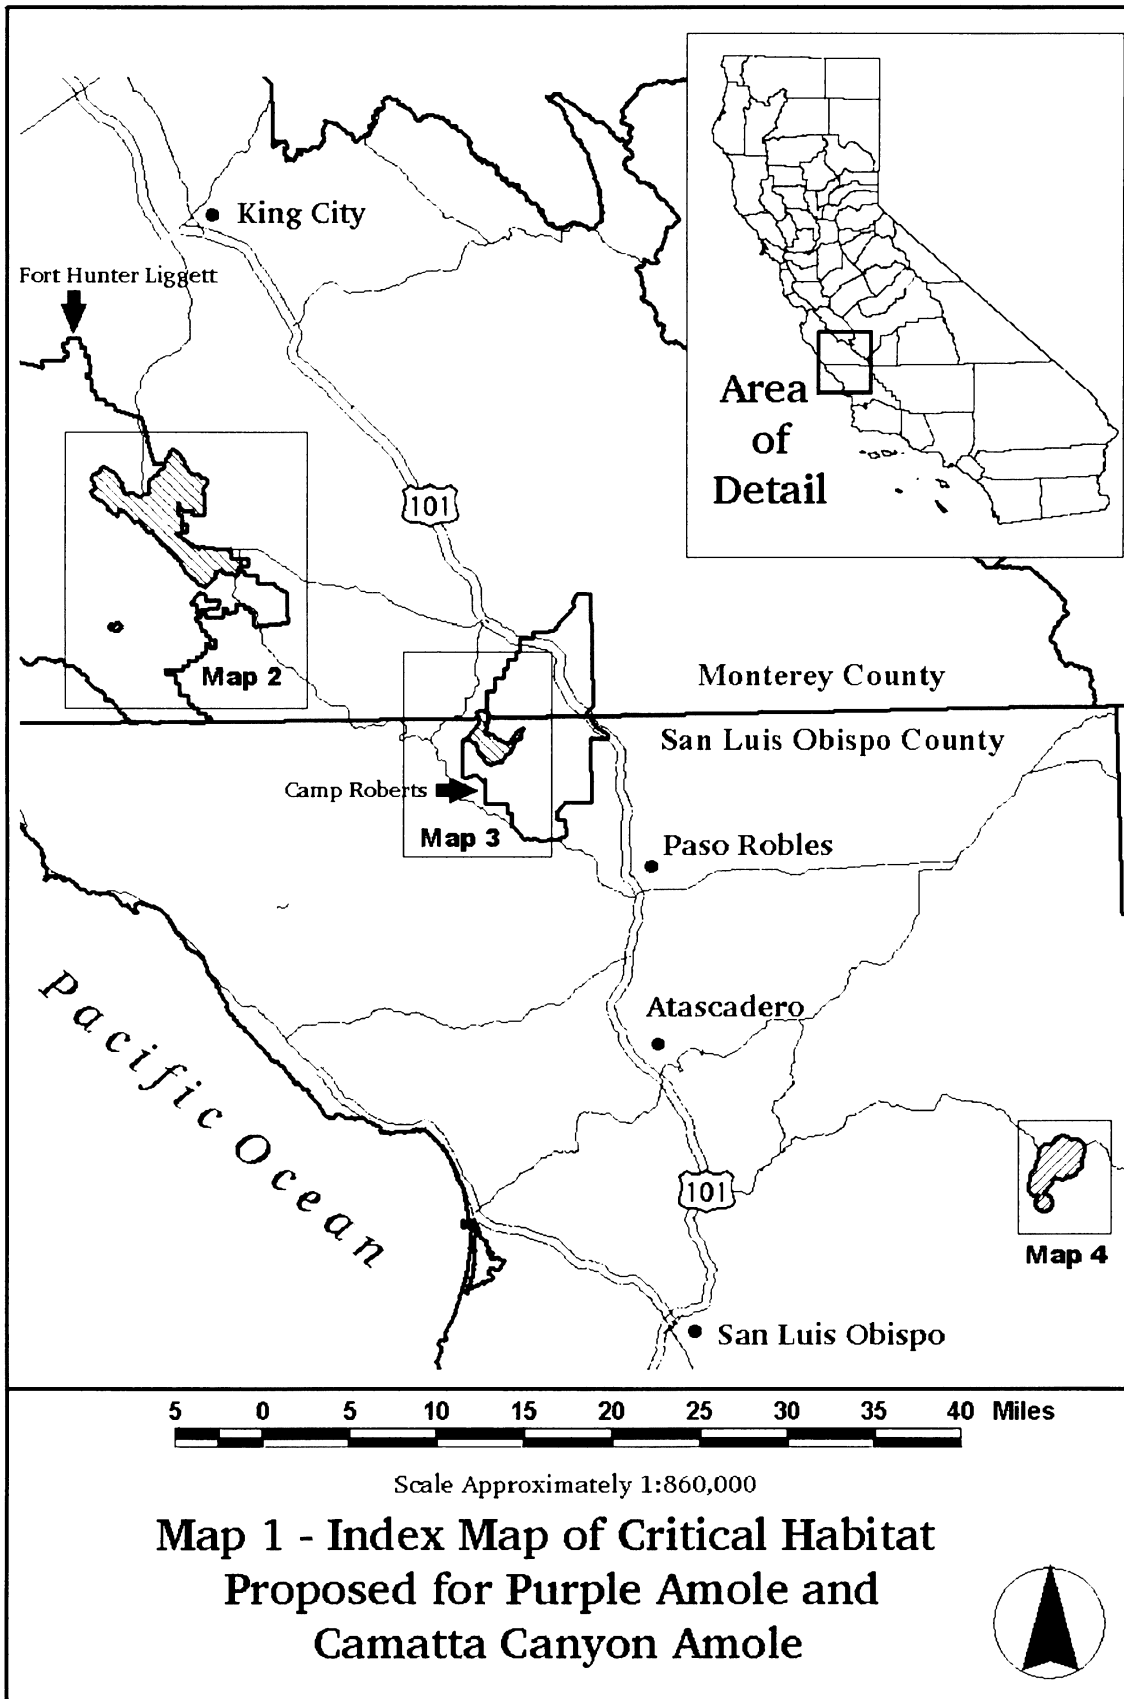 King City
Fort Hunter Liggett
Area
of
Detail
101
Map 2
Monterey County
San Luis Obispo County
Camp Roberts
Map 3
Paso Robles
Atascadero
Pacific Ocean
101
Map 4
San Luis Obispo
5 0 5 10 15 20 25 30 35 40 Miles
Scale Approximately 1:860,000
Map 1 - Index Map of Critical Habitat
Proposed for Purple Amole and
Camatta Canyon Amole